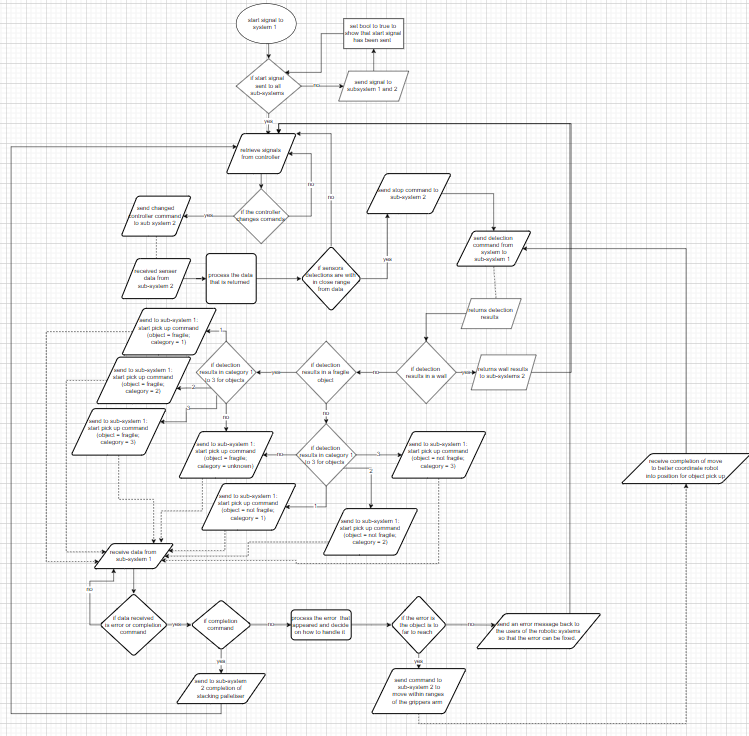 start signal to
system 1
set bool to true to
show that start signal
has been sent
if start signal
sent to all
sub-systems
no
send signal to
subsystem 1 and 2
yes
retrieve signals
from controller
no
no
send stop command to
sub-system 2
send changed
controller command
to sub system 2
yes
if the controller
changes comands
send detection
command from
system to
sub-system 1
received senser
data from
sub-system 2
process the data
that is returned
if sensors
detections are with
in close range
from data
yes
returns detection
results
send to sub-system 1:
start pick up command
(object = fragile;
category = 1)
1
send to sub-system 1:
start pick up command
(object = fragile;
category = 2)
2
if detection
results in category 1
to 3 for objects
yes
if detection
results in a fragile
object
no
if detection
results in a wall
yes
returns wall results
to sub-systems 2
send to sub-system 1:
start pick up command
(object = fragile;
category = 3)
3
no
no
send to sub-system 1:
start pick up command
(object = fragile;
category = unknown)
no
if detection
results in category 1
to 3 for objects
3
send to sub-system 1:
start pick up command
(object = not fragile;
category = 3)
2
receive completion of move
to better coordinate robot
into position for object pick up
send to sub-system 1:
start pick up command
(object = not fragile;
category = 1)
1
send to sub-system 1:
start pick up command
(object = not fragile;
category = 2)
receive data from
sub-system 1
no
if data received
is error or completion
command
yes
if completion
command
no
process the error that
appeared and decide
on how to handle it
if the error is
the object is to
far to reach
no
send an error message back to
the users of the robotic systems
so that the error can be fixed.
yes
yes
send to sub-system
2 completion of
stacking palletiser
send command to
sub-system 2 to
move within ranges
of the grippers arm